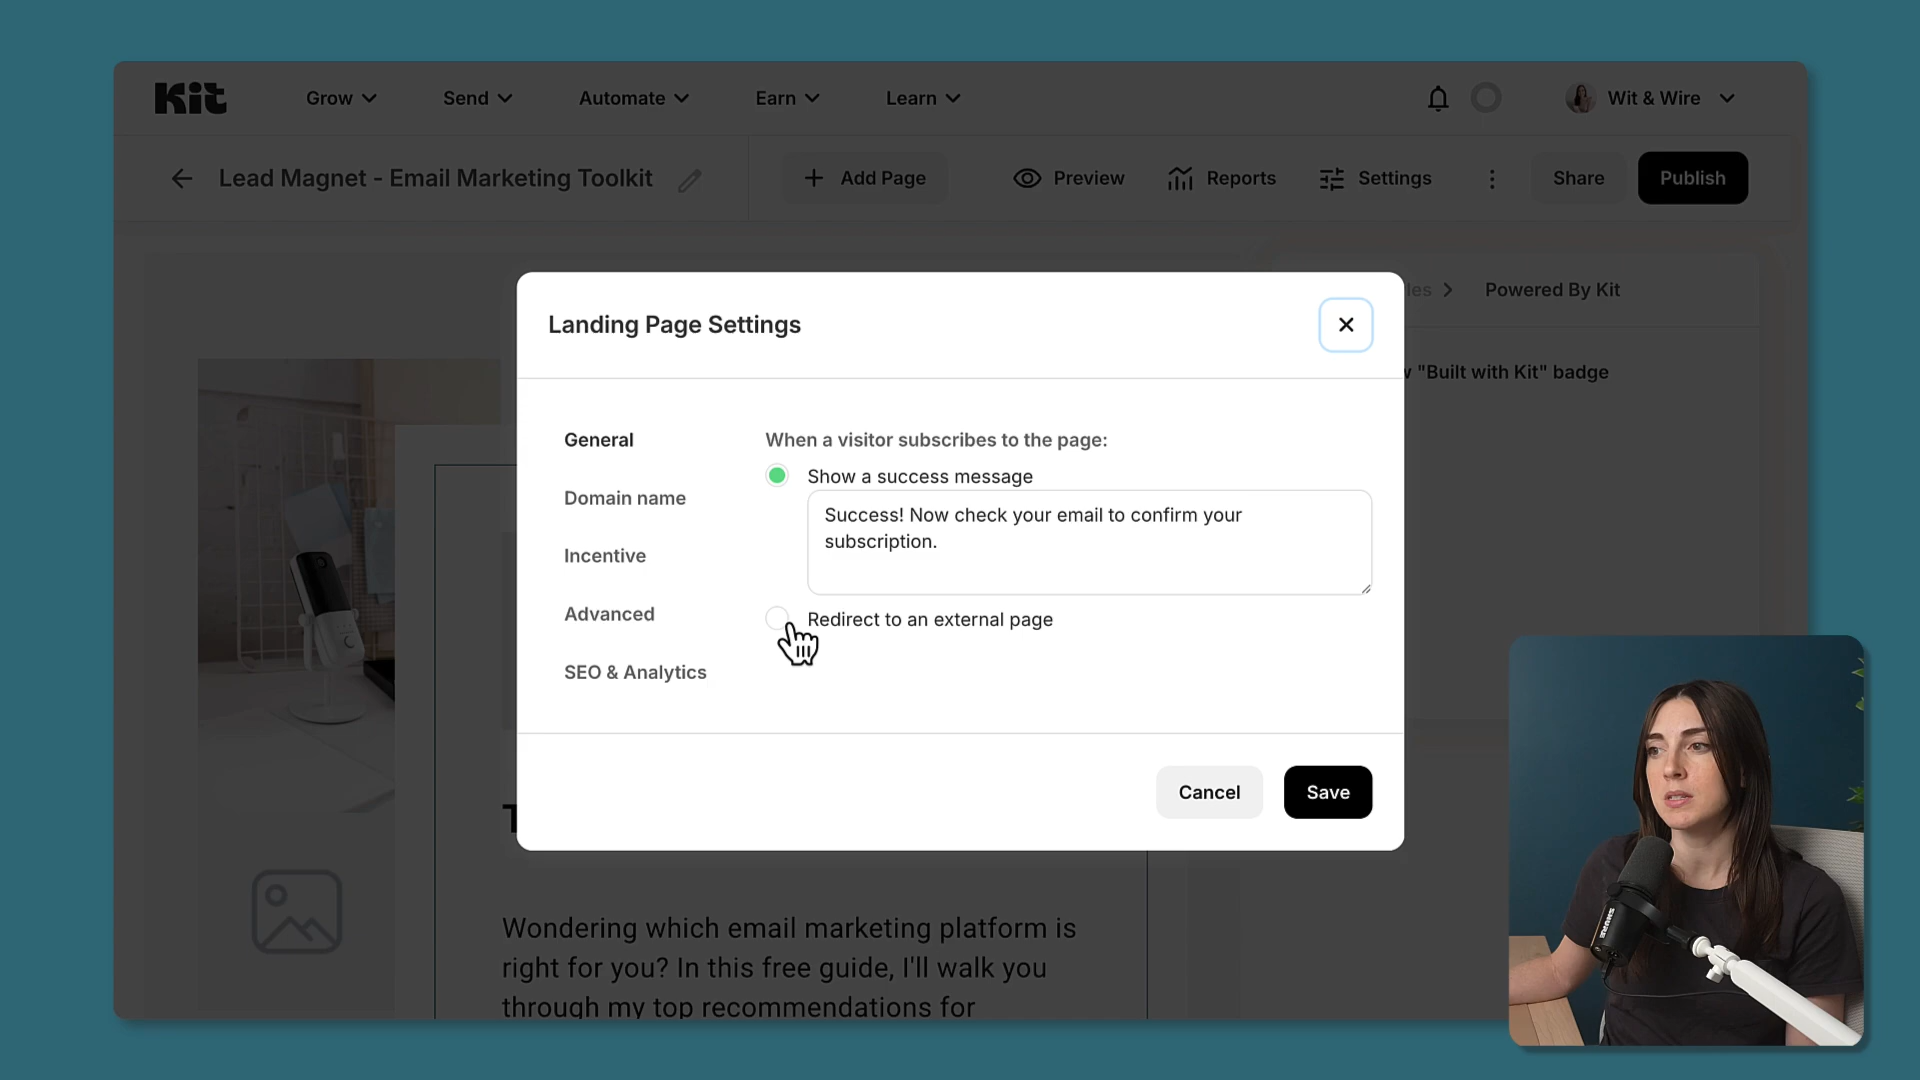 Kit
Grow
Send
Automate
Earn
Learn
Wit & Wire
Lead Magnet - Email Marketing Toolkit
Add Page
Preview
Reports
Settings
Share
Publish
Powered By Kit
"Built with Kit" badge
Landing Page Settings
General
Domain name
Incentive
Advanced
SEO & Analytics
When a visitor subscribes to the page:
Show a success message
Success! Now check your email to confirm your
subscription.
Redirect to an external page
Cancel
Save
Wondering which email marketing platform is
right for you? In this free guide, I'll walk you
through my top recommendations for
SHURE